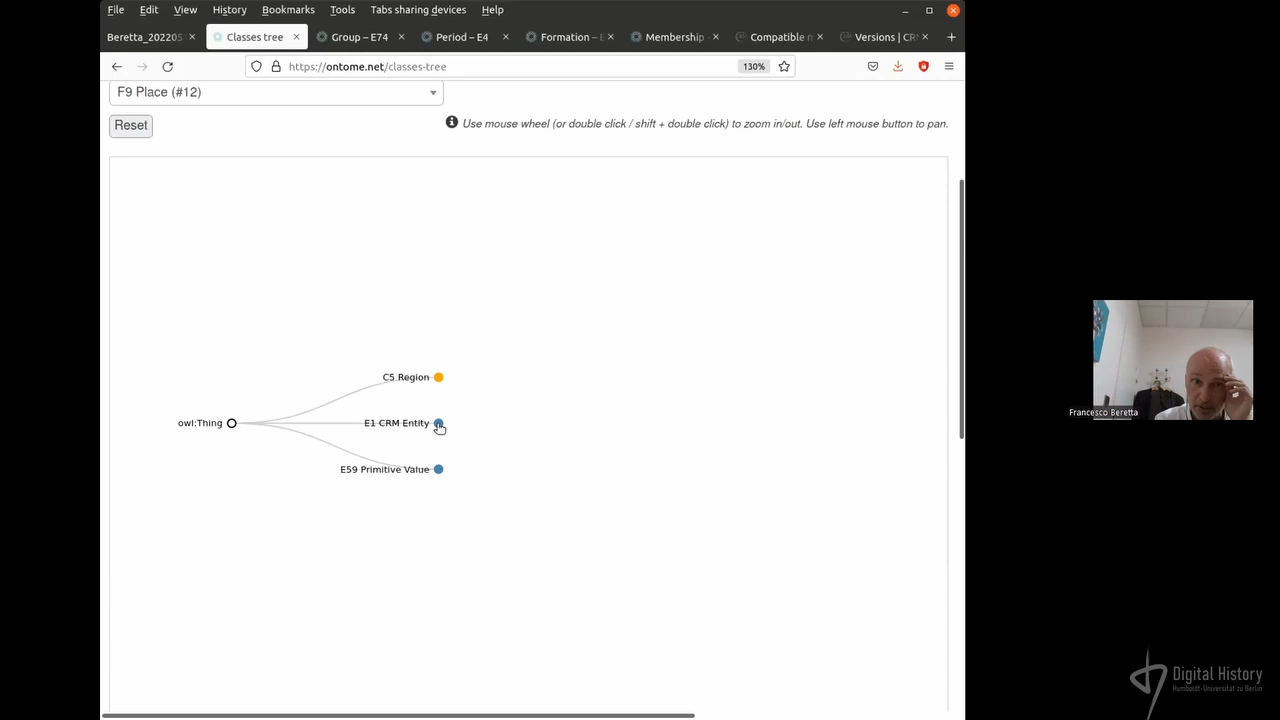 File Edit View History Bookmarks Tools Tabs sharing devices Help
Beretta_20220 Classes tree Group – E74 Period – E4 Formation – Membership Compatible Versions | CR
https://ontome.net/classes-tree 130%
F9 Place (#12)
Reset
Use mouse wheel (or double click / shift + double click) to zoom in/out. Use left mouse button to pan.
C5 Region
owl:Thing
E1 CRM Entity
E59 Primitive Value
Francesco Beretta
Digital History
Humboldt-Universität zu Berlin